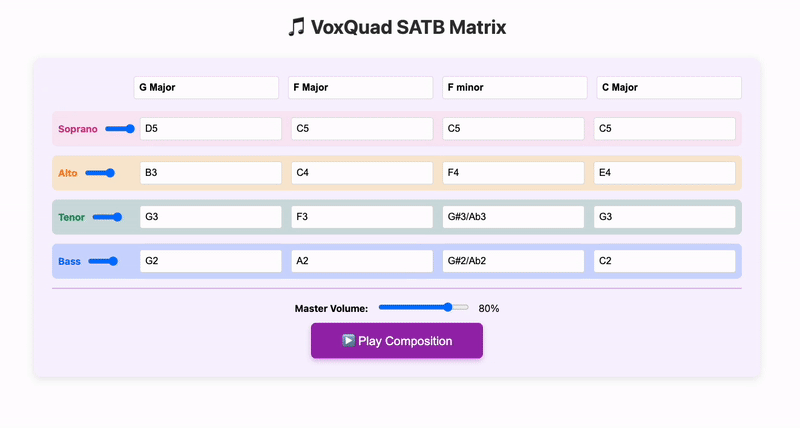 🎵 VoxQuad SATB Matrix
G Major F Major F minor C Major
Soprano D5 C5 C5 C5
Alto B3 C4 F4 E4
Tenor G3 F3 G#3/Ab3 G3
Bass G2 A2 G#2/Ab2 C2
Master Volume: 80%
▶️ Play Composition